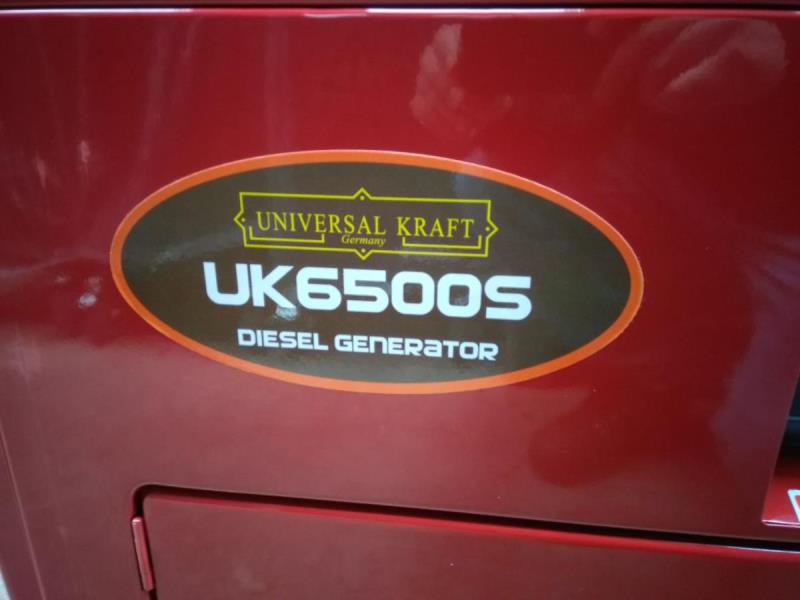 UNIVERSAL KRAFT
Germany
UK6500S
DIESEL GENERATOR